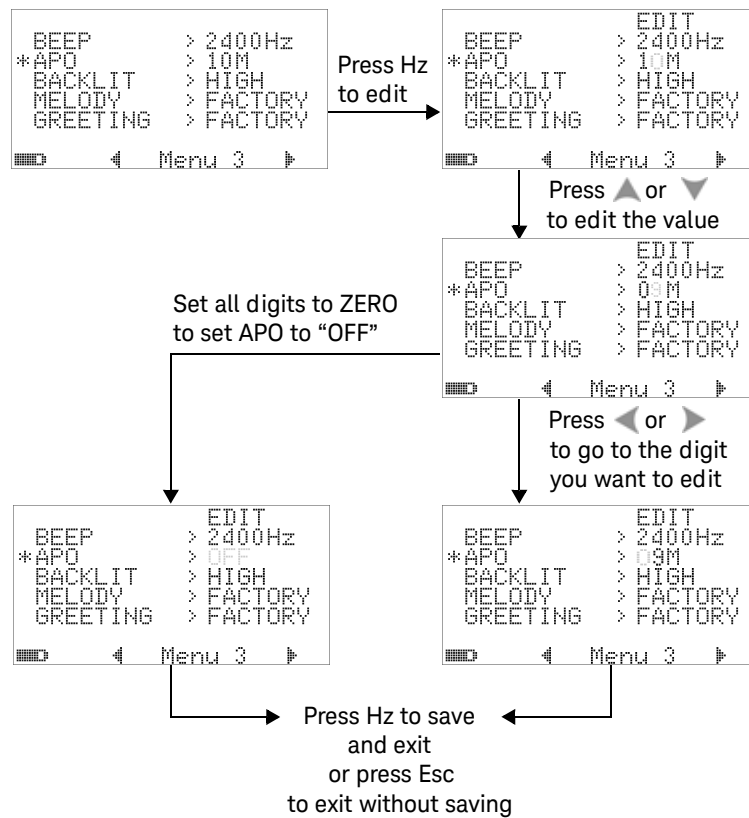 BEEP > 2400Hz
*APO > 10M
BACKLIT > HIGH
MELODY > FACTORY
GREETING > FACTORY
Menu 3
Press Hz
to edit
EDIT
BEEP > 2400Hz
*APO > 10M
BACKLIT > HIGH
MELODY > FACTORY
GREETING > FACTORY
Menu 3
Press or
to edit the value
EDIT
BEEP > 2400Hz
*APO > 09M
BACKLIT > HIGH
MELODY > FACTORY
GREETING > FACTORY
Menu 3
Set all digits to ZERO
to set APO to “OFF”
Press or
to go to the digit
you want to edit
EDIT
BEEP > 2400Hz
*APO > OFF
BACKLIT > HIGH
MELODY > FACTORY
GREETING > FACTORY
Menu 3
EDIT
BEEP > 2400Hz
*APO > 09M
BACKLIT > HIGH
MELODY > FACTORY
GREETING > FACTORY
Menu 3
Press Hz to save
and exit
or press Esc
to exit without saving